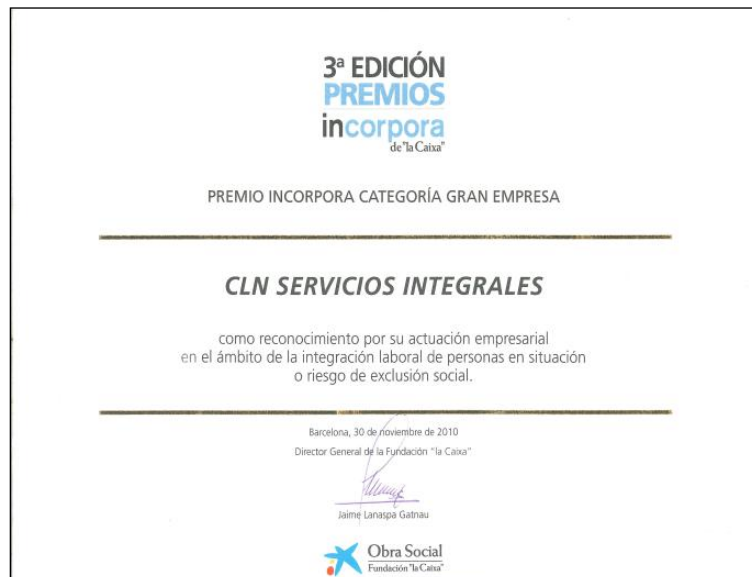 3ª EDICIÓN
PREMIOS
incorpora
de "la Caixa"
PREMIO INCORPORA CATEGORÍA GRAN EMPRESA
CLN SERVICIOS INTEGRALES
como reconocimiento por su actuación empresarial
en el ámbito de la integración laboral de personas en situación
o riesgo de exclusión social.
Barcelona, 30 de noviembre de 2010
Director General de la Fundación "la Caixa"
Jaime Lanaspa Gatnau
Obra Social
Fundación "la Caixa"